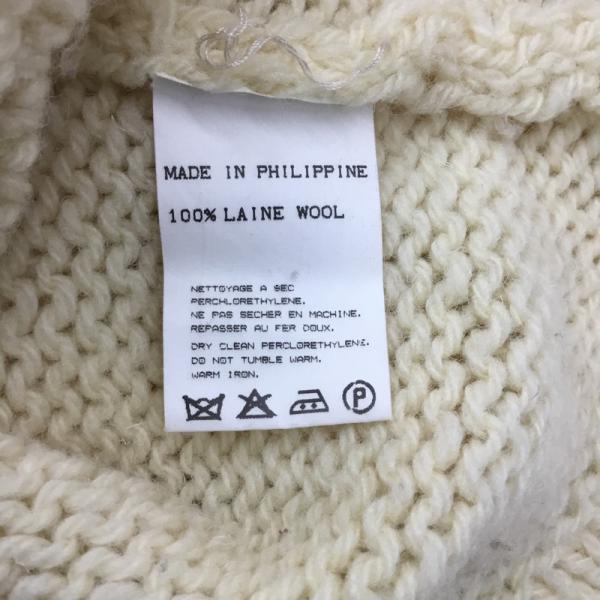 MADE IN PHILIPPINE
100% LAINE WOOL
NETTOYAGE A SEC
PERCHLORETHYLENE.
NE PAS SECHER EN MACHINE.
REPASSER AU FER DOUX.
DRY CLEAN PERCLORETHYLENE.
DO NOT TUMBLE WARM.
WARM IRON.
P